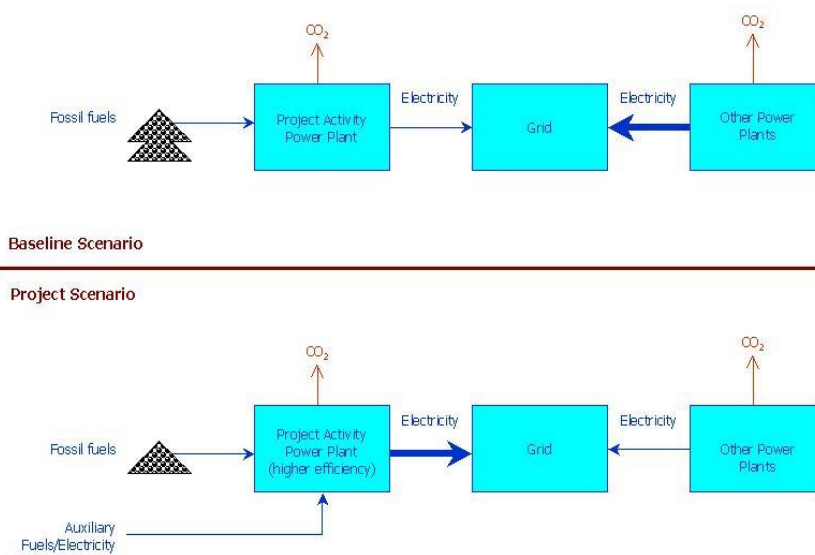 CO2
CO2
Fossil fuels
Project Activity
Power Plant
Electricity
Grid
Electricity
Other Power
Plants
Baseline Scenario
Project Scenario
CO2
CO2
Fossil fuels
Project Activity
Power Plant
(higher efficiency)
Electricity
Grid
Electricity
Other Power
Plants
Auxiliary
Fuels/Electricity